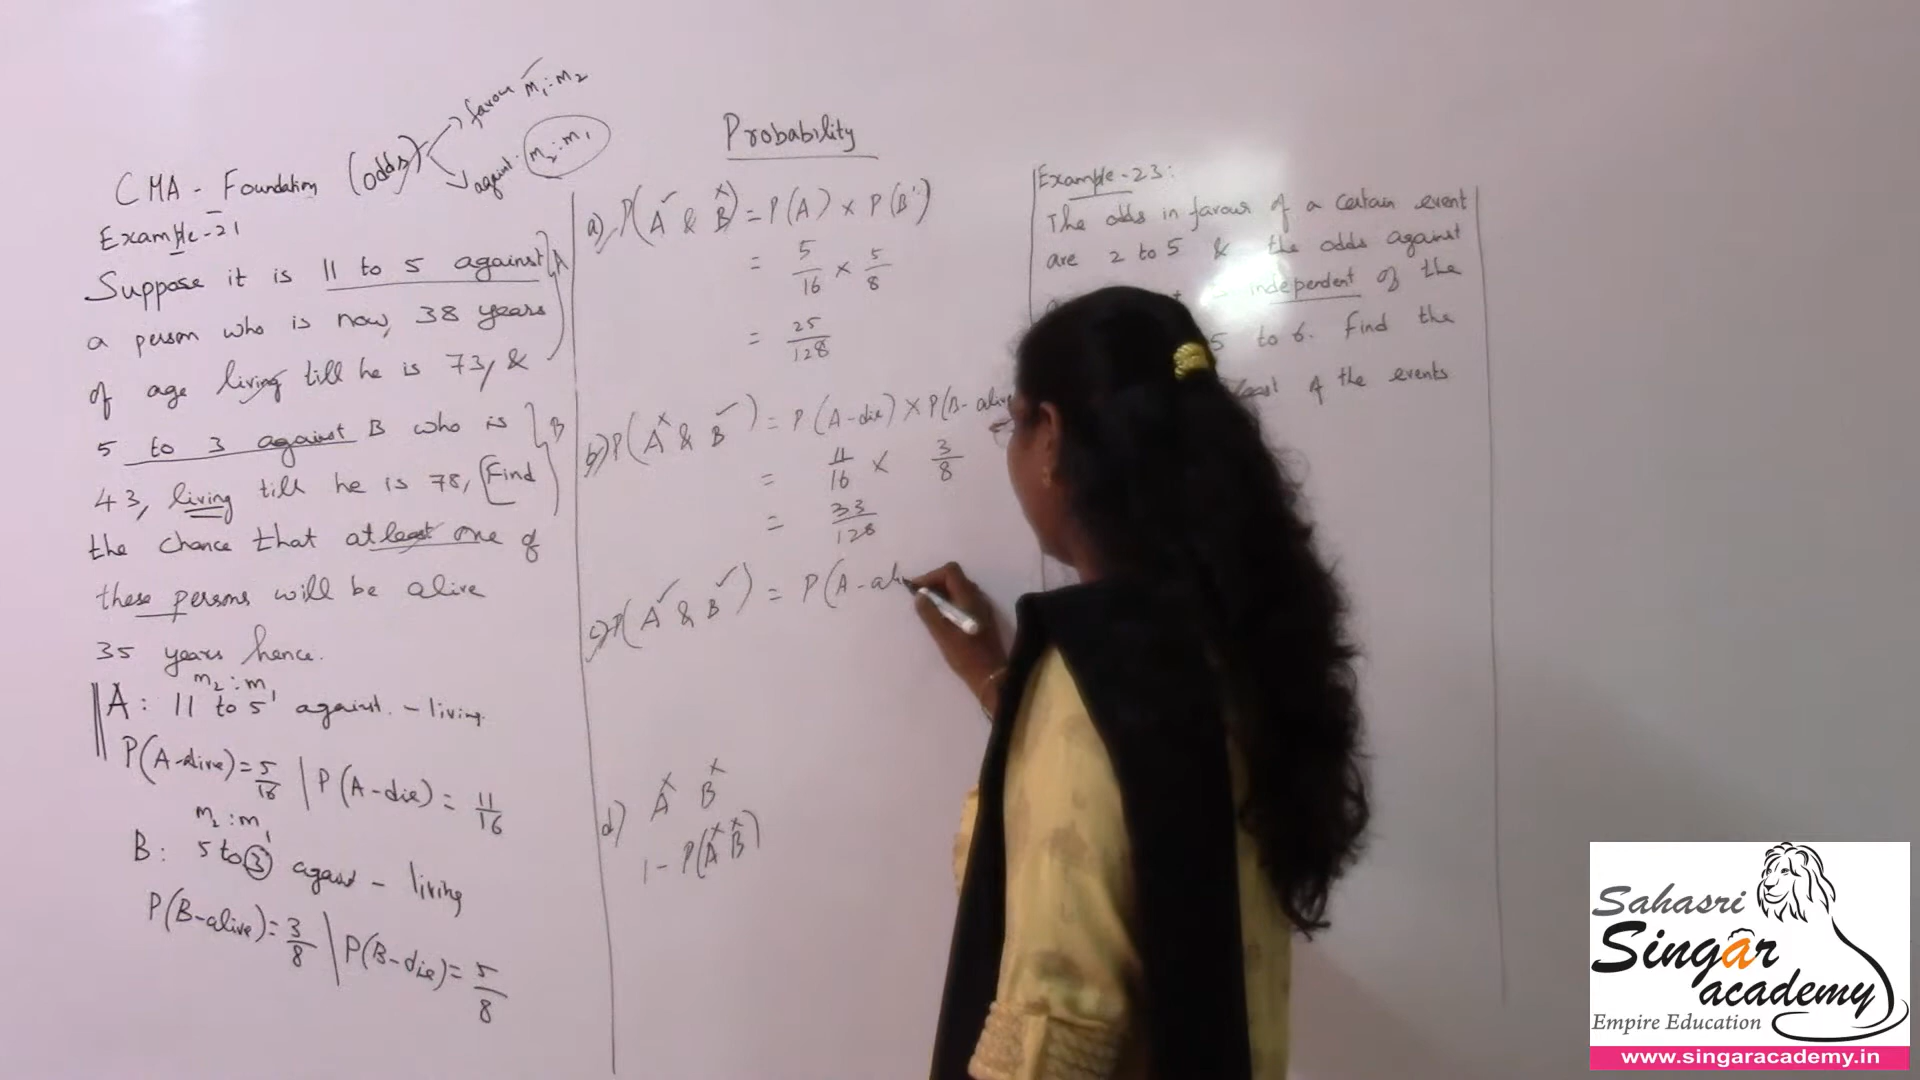 CMA - Foundation (odds)
favour m₁:m₂
against. m₂:m₁
Example-21
Suppose it is 11 to 5 against } A
a person who is now, 38 years
of age living till he is 73, &
5 to 3 against B who is } B
43, living till he is 78, Find
the chance that atleast one of
these persons will be alive
35 years hence.
m₂:m₁
A: 11 to 5 against. - living.
P(A-alive)=5/16 | P(A-die) = 11/16
m₂:m₁
B: 5 to 3 against - living
P(B-alive)=3/8 | P(B-die)=5/8
Probability
a) P(A✓ & B×) = P(A) × P(B')
= 5/16 × 5/8
= 25/128
b) P(A× & B✓) = P(A-die) × P(B-alive
= 11/16 × 3/8
= 33/128
c) P(A✓ & B✓) = P(A-ali
d) A× B×
1-P(A× B×)
Example-23:
The odds in favour of a certain event
are 2 to 5 & the odds against
independent of the
5 to 6. Find the
least of the events
Sahasri
Singar
academy
Empire Education
www.singaracademy.in